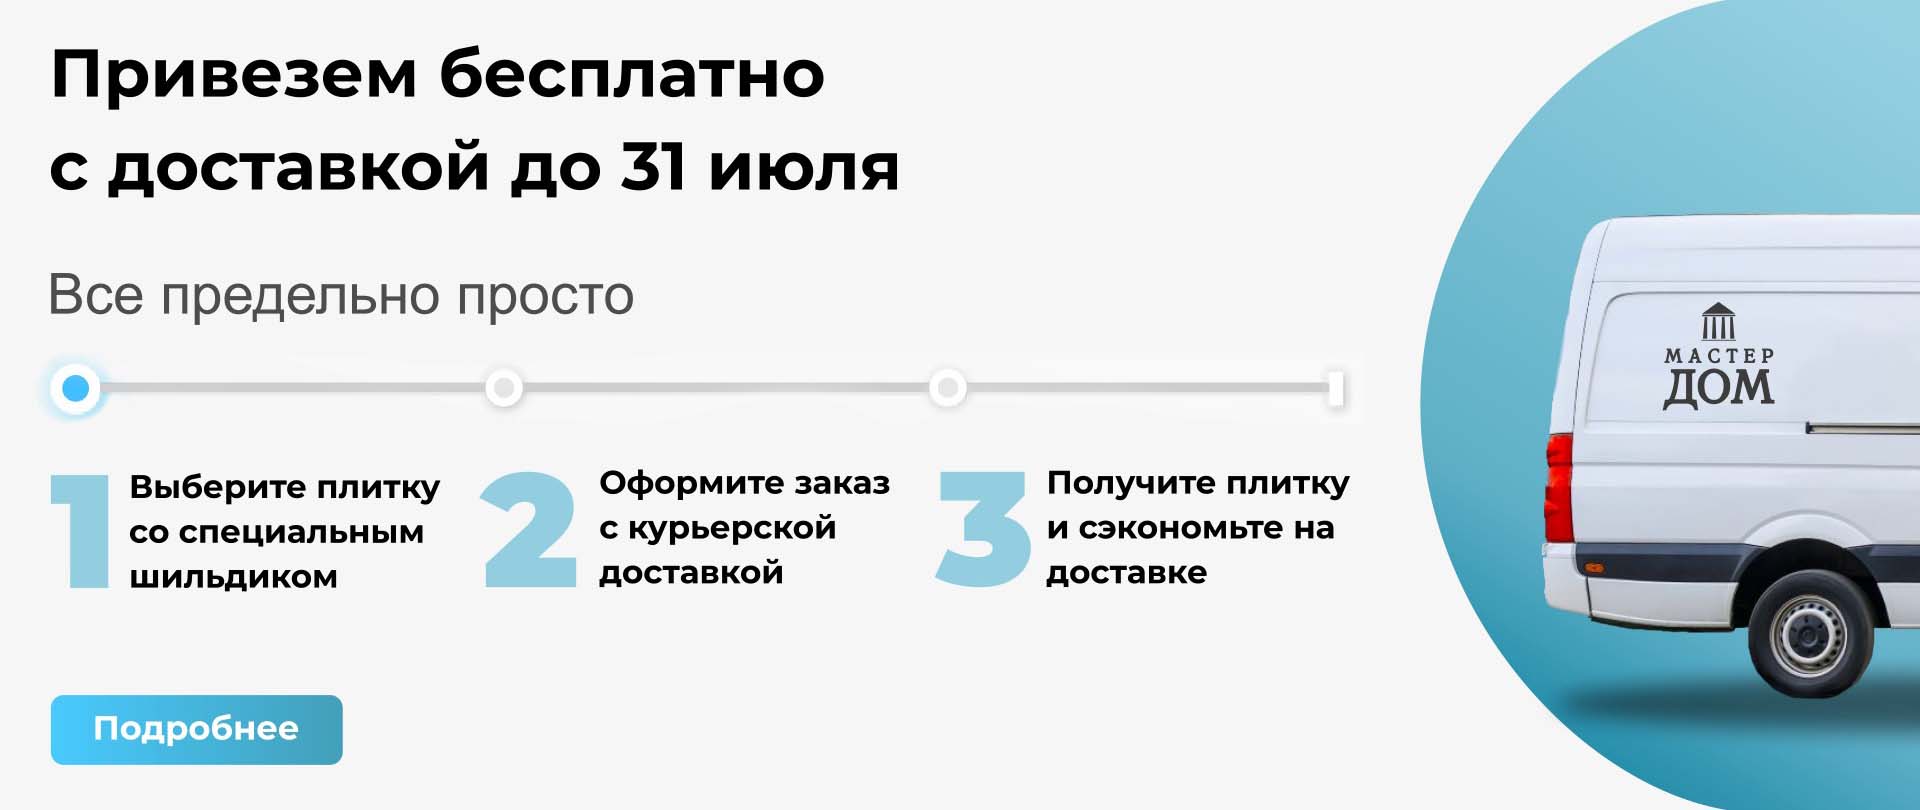 Привезем бесплатно
с доставкой до 31 июля
Все предельно просто
1
Выберите плитку
со специальным
шильдиком
2
Оформите заказ
с курьерской
доставкой
3
Получите плитку
и сэкономьте на
доставке
Подробнее
МАСТЕР
ДОМ